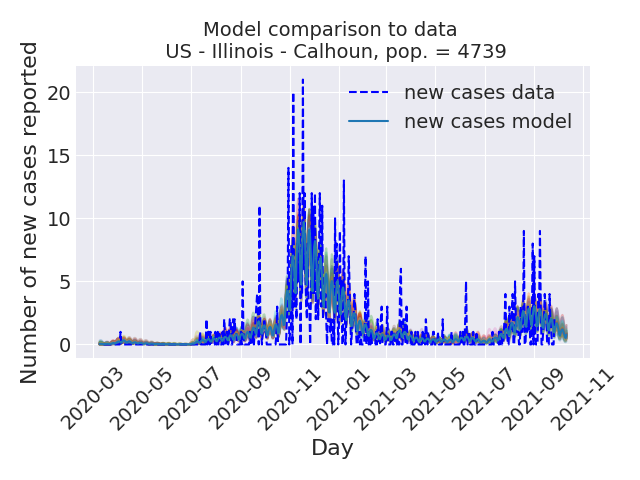 Model comparison to data
US - Illinois - Calhoun, pop. = 4739
Number of new cases reported
20
15
10
5
0
new cases data
new cases model
2020-03
2020-05
2020-07
2020-09
2020-11
2021-01
2021-03
2021-05
2021-07
2021-09
2021-11
Day